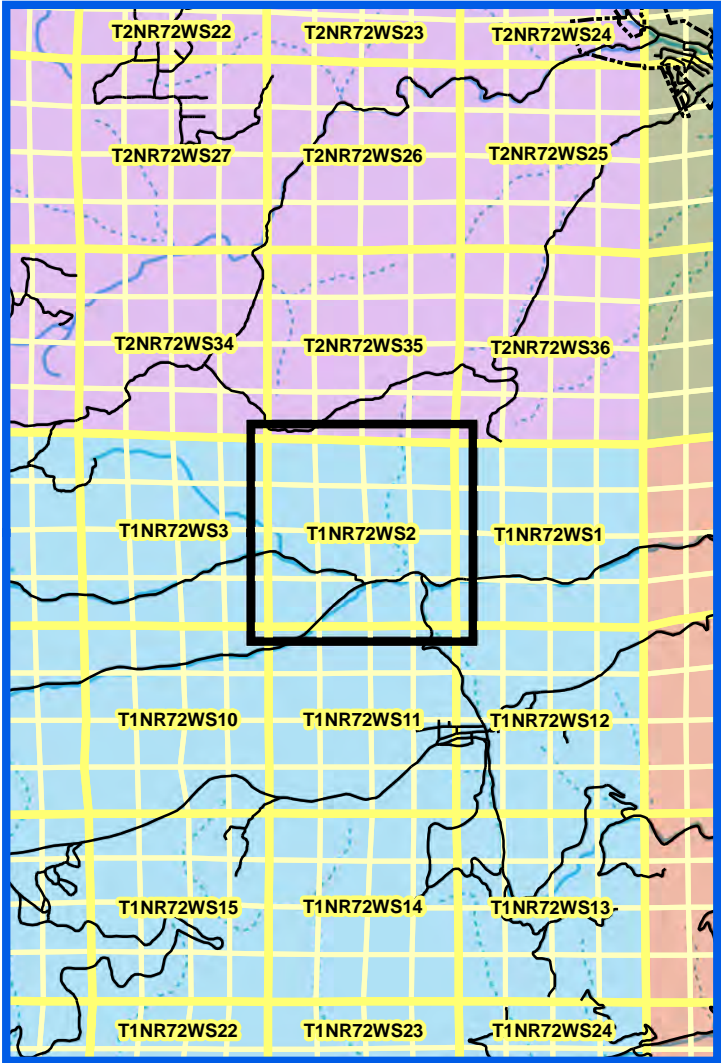 T2NR72WS22 T2NR72WS23 T2NR72WS24
T2NR72WS27 T2NR72WS26 T2NR72WS25
T2NR72WS34 T2NR72WS35 T2NR72WS36
T1NR72WS3 T1NR72WS2 T1NR72WS1
T1NR72WS10 T1NR72WS11 T1NR72WS12
T1NR72WS15 T1NR72WS14 T1NR72WS13
T1NR72WS22 T1NR72WS23 T1NR72WS24